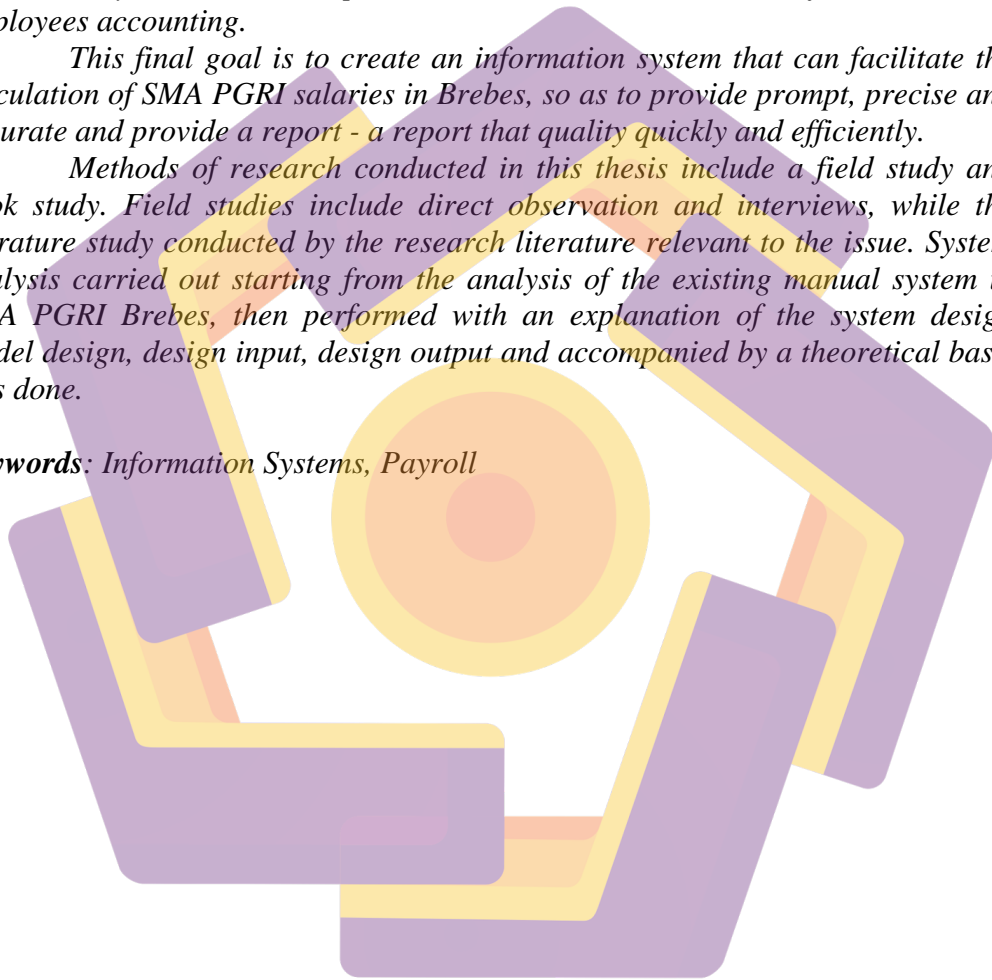 ployees accounting.
This final goal is to create an information system that can facilitate th
culation of SMA PGRI salaries in Brebes, so as to provide prompt, precise an
urate and provide a report - a report that quality quickly and efficiently.
Methods of research conducted in this thesis include a field study an
ok study. Field studies include direct observation and interviews, while th
rature study conducted by the research literature relevant to the issue. System
lysis carried out starting from the analysis of the existing manual system i
A PGRI Brebes, then performed with an explanation of the system desig
del design, design input, design output and accompanied by a theoretical basi
s done.
ywords: Information Systems, Payroll